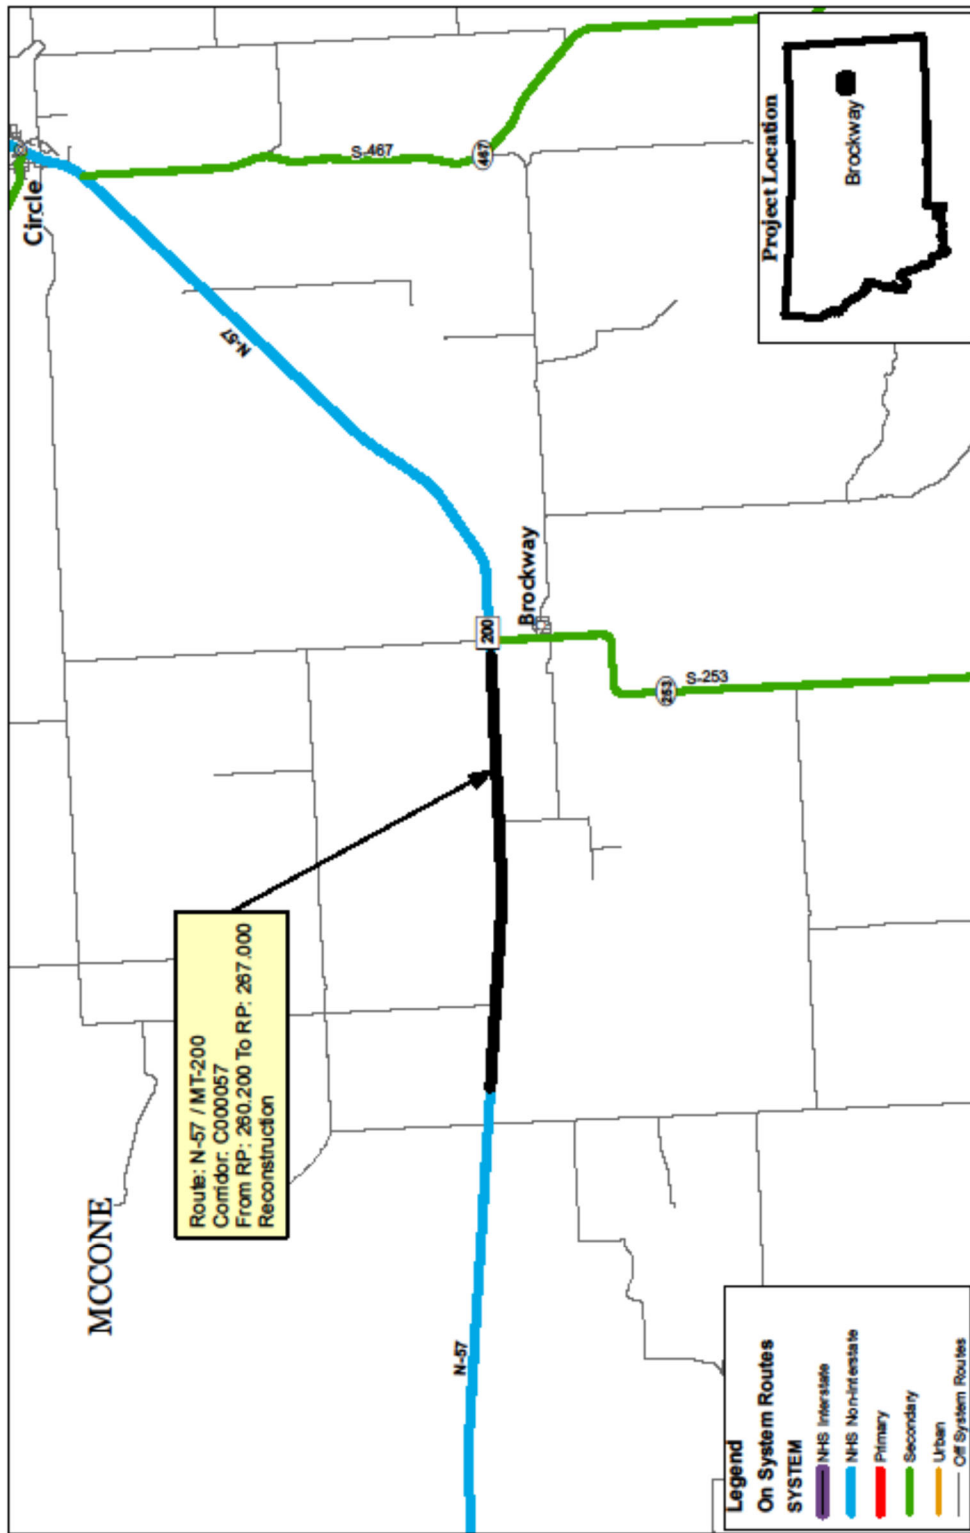 MCCONE
Route: N-57 / MT-200
Corridor: C000057
From RP: 260.200 To RP: 267.000
Reconstruction
Circle
N-57
S-467
467
N-57
200
Brockway
253
S-253
Legend
On System Routes
SYSTEM
NHS Interstate
NHS Non-Interstate
Primary
Secondary
Urban
Off System Routes
Project Location
Brockway